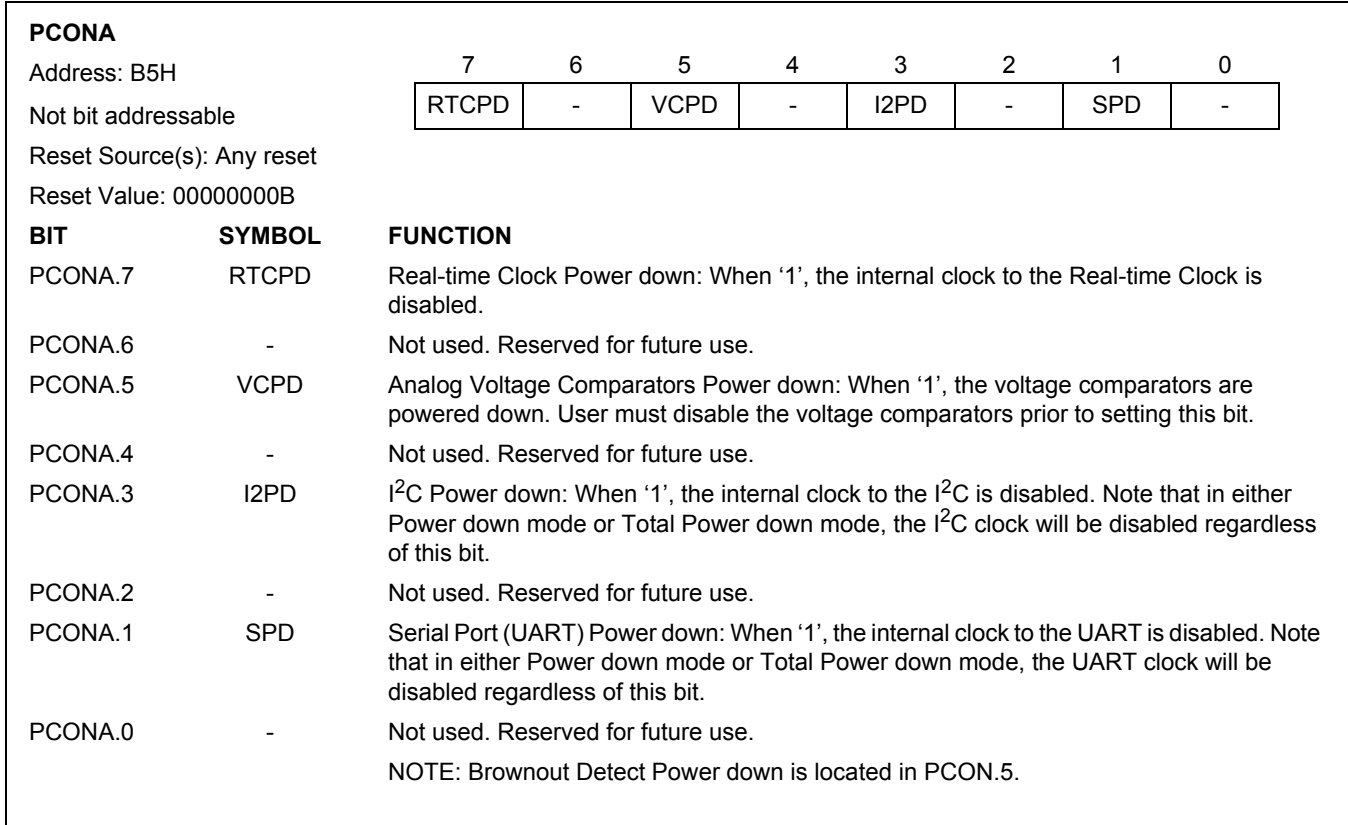 PCONA
Address: B5H
7 6 5 4 3 2 1 0
Not bit addressable
RTCPD - VCPD - I2PD - SPD -
Reset Source(s): Any reset
Reset Value: 00000000B
BIT SYMBOL FUNCTION
PCONA.7 RTCPD Real-time Clock Power down: When ‘1’, the internal clock to the Real-time Clock is
disabled.
PCONA.6 - Not used. Reserved for future use.
PCONA.5 VCPD Analog Voltage Comparators Power down: When ‘1’, the voltage comparators are
powered down. User must disable the voltage comparators prior to setting this bit.
PCONA.4 - Not used. Reserved for future use.
PCONA.3 I2PD I²C Power down: When ‘1’, the internal clock to the I²C is disabled. Note that in either
Power down mode or Total Power down mode, the I²C clock will be disabled regardless
of this bit.
PCONA.2 - Not used. Reserved for future use.
PCONA.1 SPD Serial Port (UART) Power down: When ‘1’, the internal clock to the UART is disabled. Note
that in either Power down mode or Total Power down mode, the UART clock will be
disabled regardless of this bit.
PCONA.0 - Not used. Reserved for future use.
NOTE: Brownout Detect Power down is located in PCON.5.